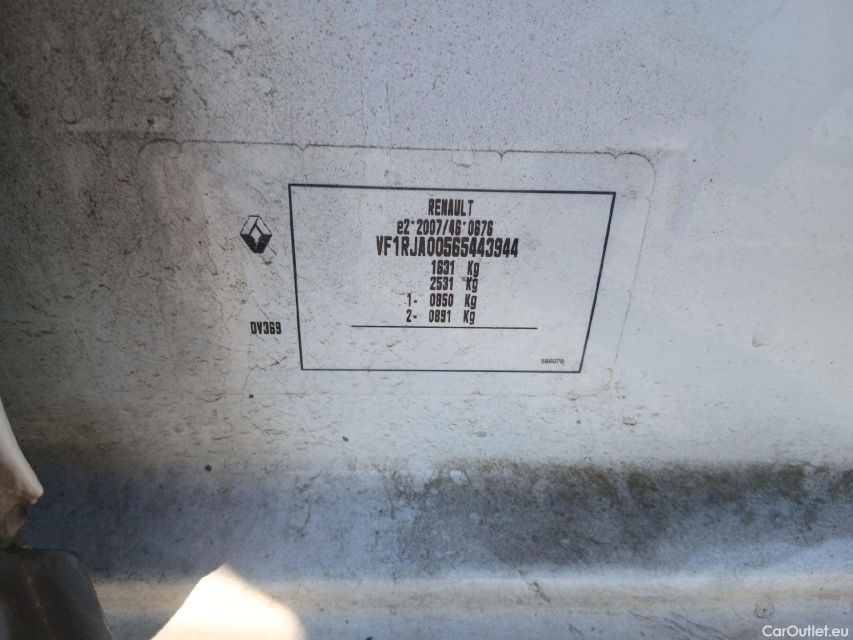 RENAULT
e2*2007/46*0676
VF1RJA00565443944
1631 Kg
2531 Kg
1- 0850 Kg
2- 0891 Kg
DV369
586079
CarOutlet.eu